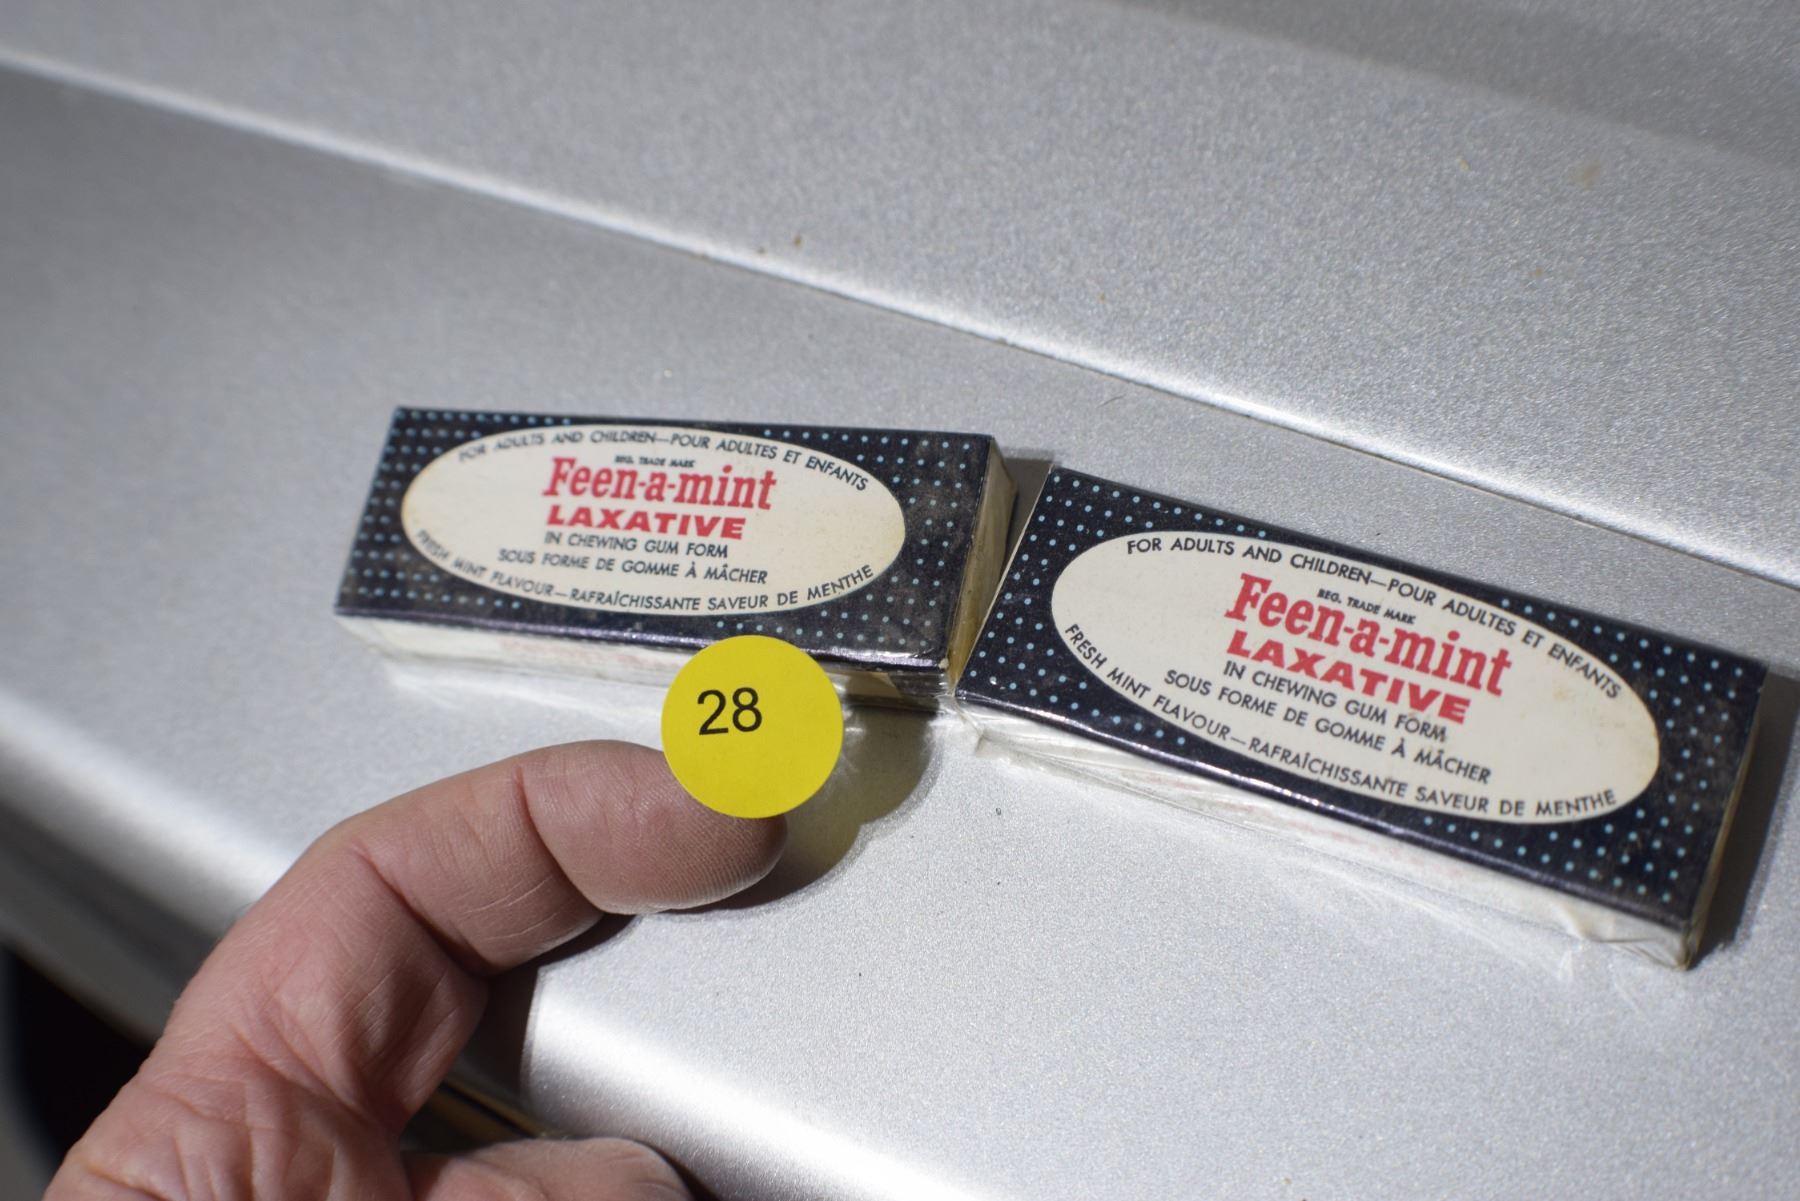 FOR ADULTS AND CHILDREN—POUR ADULTES ET ENFANTS
REG. TRADE MARK
Feen-a-mint
LAXATIVE
IN CHEWING GUM FORM
SOUS FORME DE GOMME À MÂCHER
FRESH MINT FLAVOUR—RAFRAÎCHISSANTE SAVEUR DE MENTHE
28
FOR ADULTS AND CHILDREN—POUR ADULTES ET ENFANTS
REG. TRADE MARK
Feen-a-mint
LAXATIVE
IN CHEWING GUM FORM
SOUS FORME DE GOMME À MÂCHER
FRESH MINT FLAVOUR—RAFRAÎCHISSANTE SAVEUR DE MENTHE